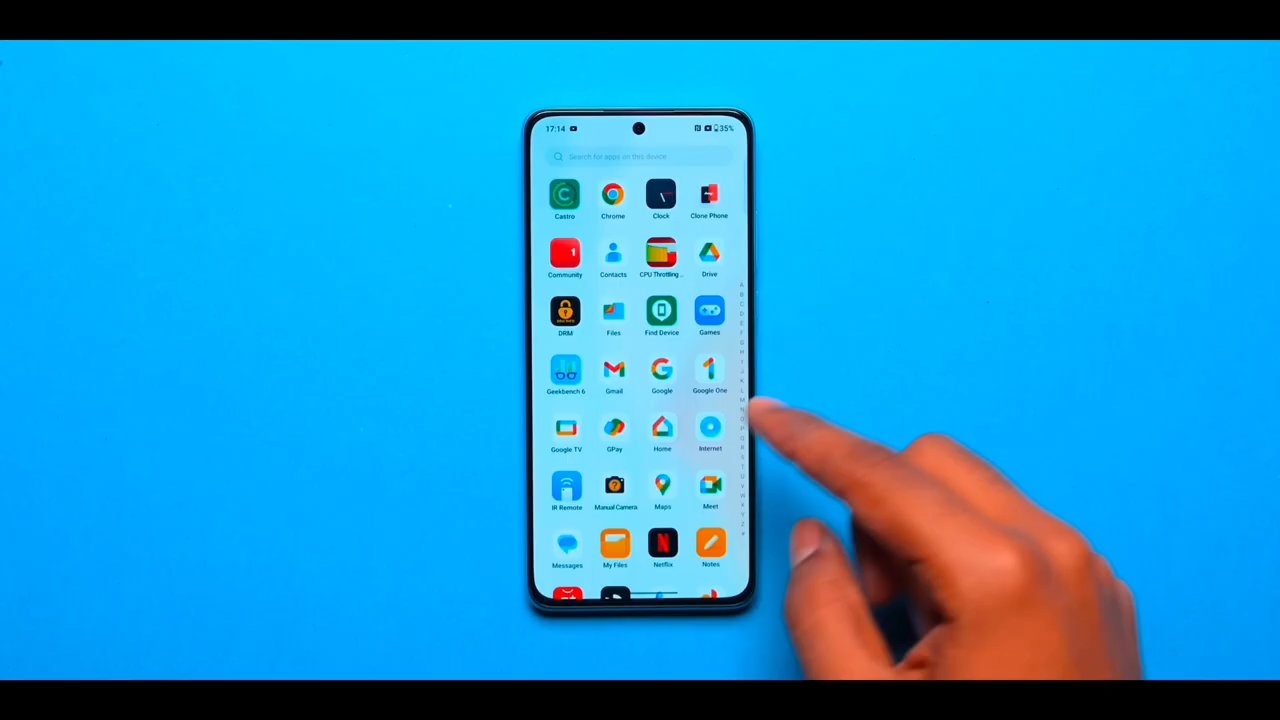 17:14 35%
Search for apps on this device
Castro Chrome Clock Clone Phone
1
Community Contacts CPU Throttling .. Drive
DRM Files Find Device Games
Geekbench 6 Gmail Google Google One
Google TV GPay Home Internet
IR Remote Manual Camera Maps Meet
Messages My Files Netflix Notes